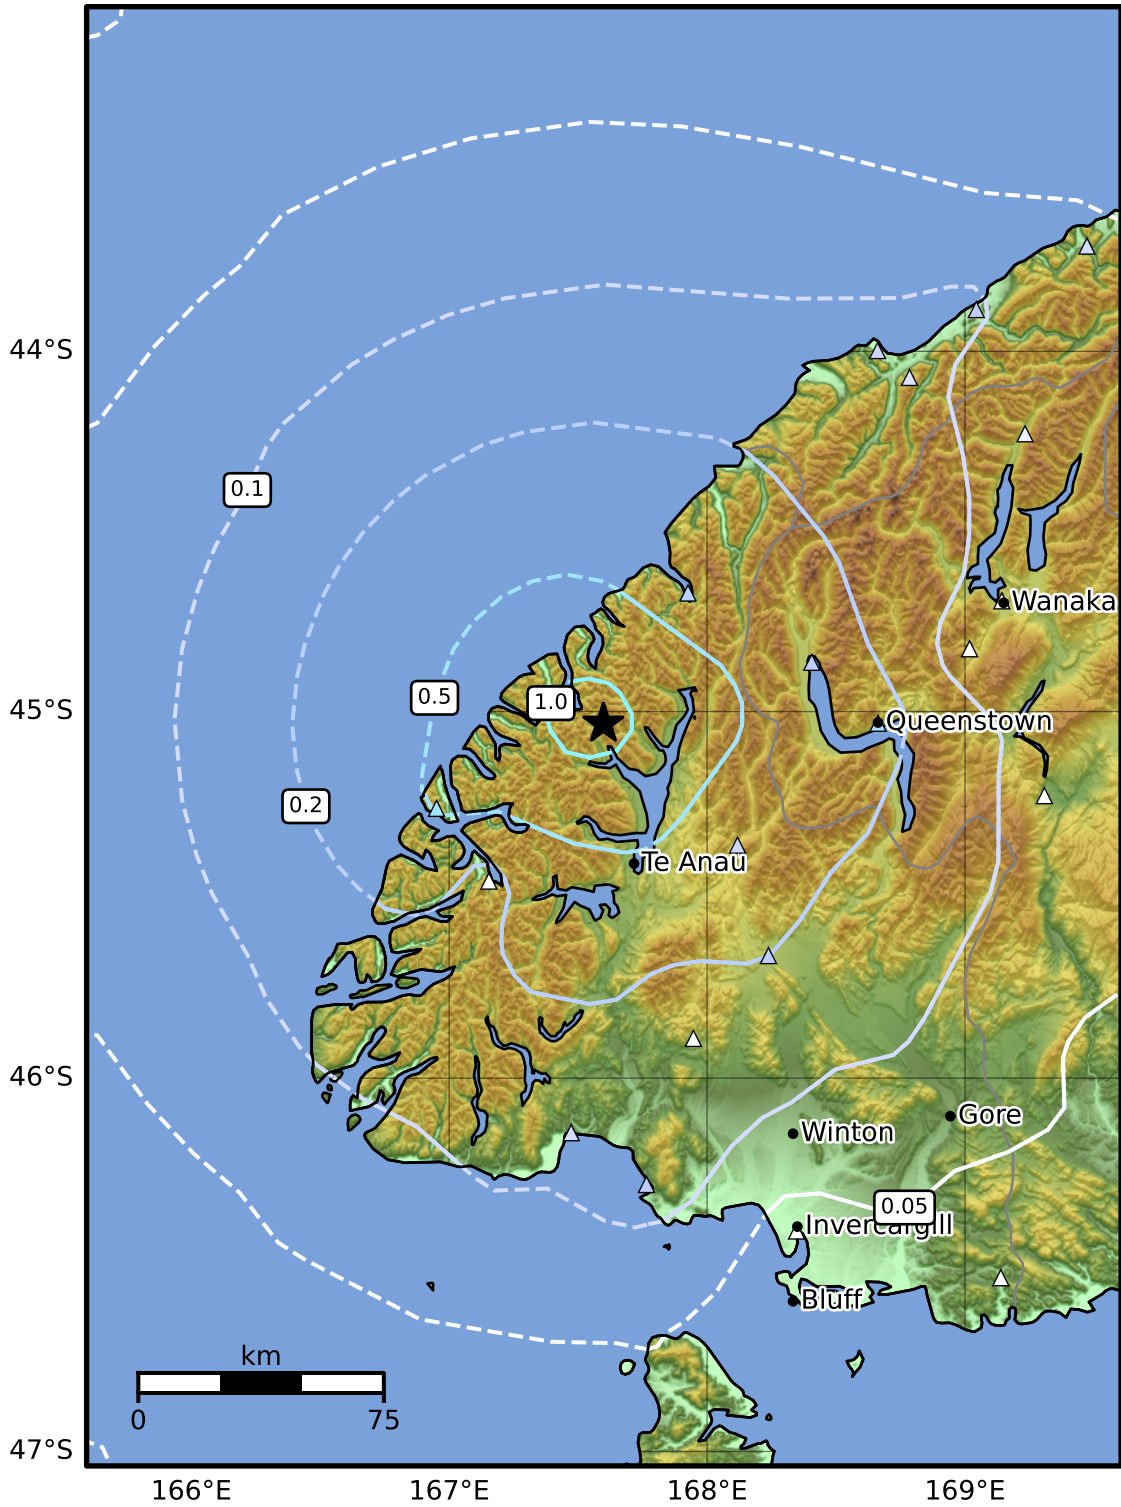 44°S
0.1
Wanaka
0.5
1.0
45°S
Queenstown
0.2
Te Anau
46°S
Gore
Winton
0.05
Invercargill
Bluff
km
0
75
47°S
166°E
167°E
168°E
169°E